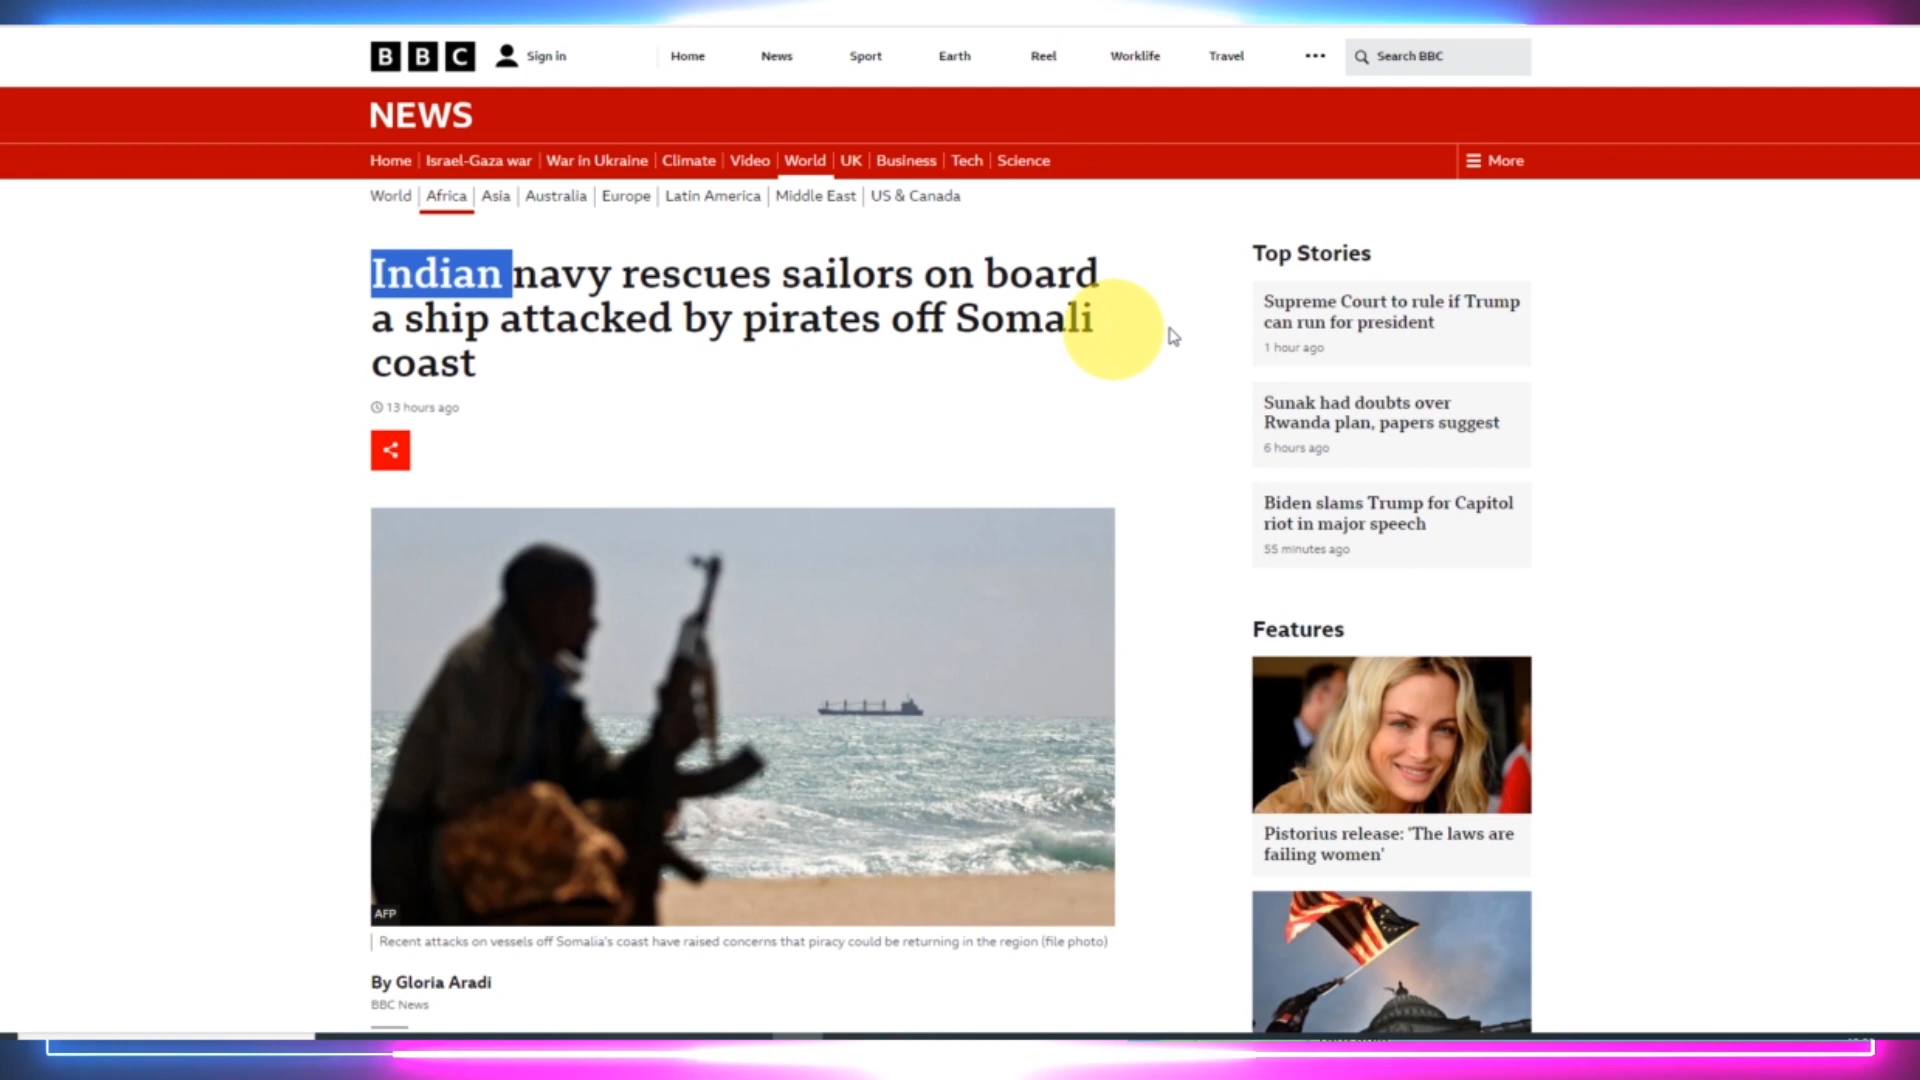 BBC Sign in Home News Sport Earth Reel Worklife Travel ••• Search BBC
NEWS
Home Israel-Gaza war War in Ukraine Climate Video World UK Business Tech Science More
World Africa Asia Australia Europe Latin America Middle East US & Canada
Indian navy rescues sailors on board
a ship attacked by pirates off Somali
coast
13 hours ago
AFP
Recent attacks on vessels off Somalia's coast have raised concerns that piracy could be returning in the region (file photo)
By Gloria Aradi
BBC News
Top Stories
Supreme Court to rule if Trump
can run for president
1 hour ago
Sunak had doubts over
Rwanda plan, papers suggest
6 hours ago
Biden slams Trump for Capitol
riot in major speech
55 minutes ago
Features
Pistorius release: 'The laws are
failing women'